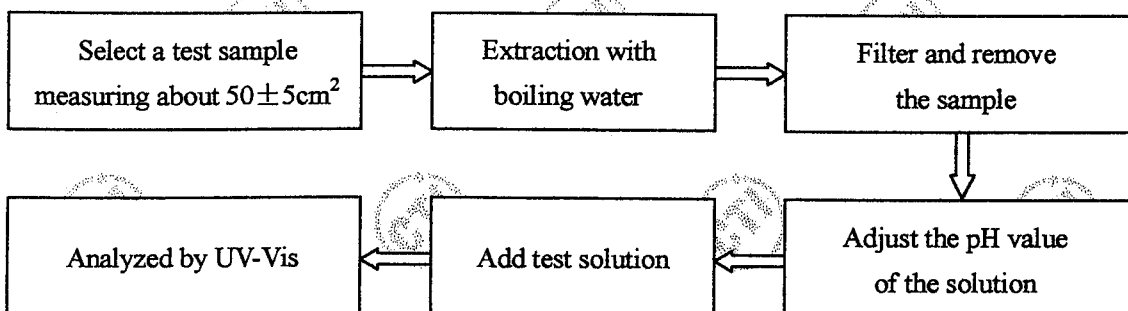 Select a test sample
measuring about 50±5cm²
Extraction with
boiling water
Filter and remove
the sample
Adjust the pH value
of the solution
Add test solution
Analyzed by UV-Vis